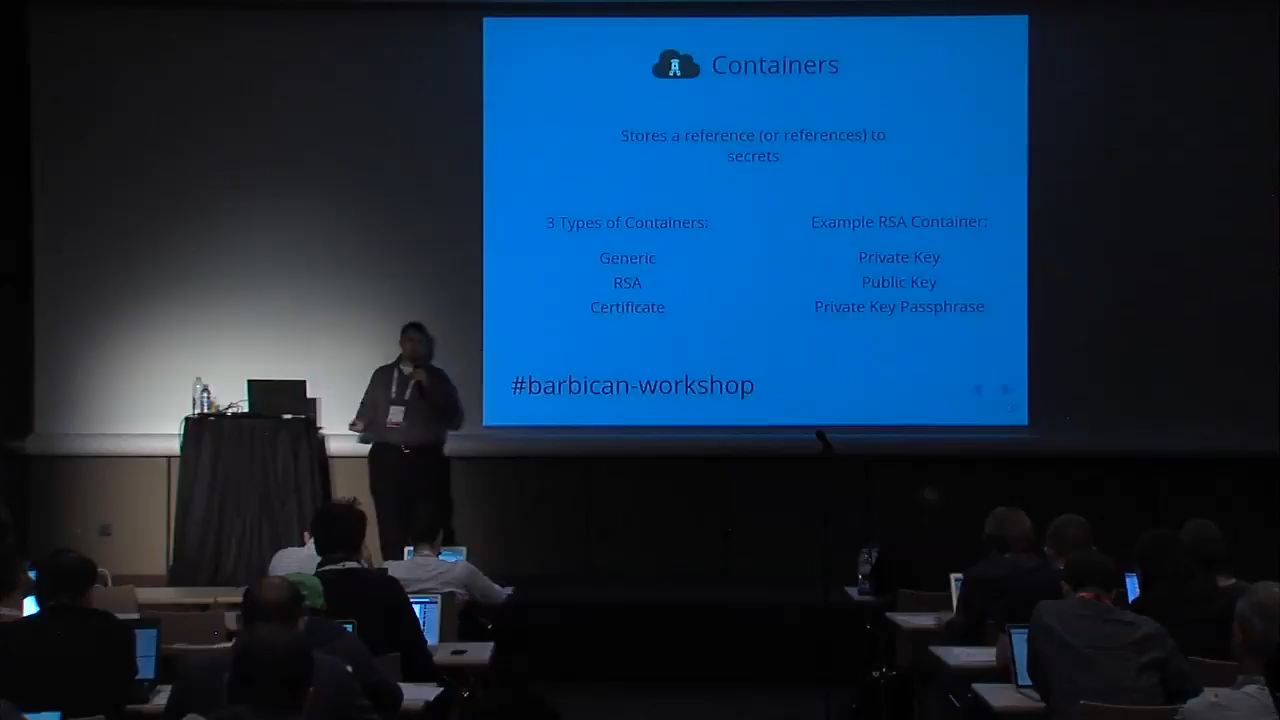 Containers
Stores a reference (or references) to
secrets
3 Types of Containers:
Generic
RSA
Certificate
Example RSA Container:
Private Key
Public Key
Private Key Passphrase
#barbican-workshop